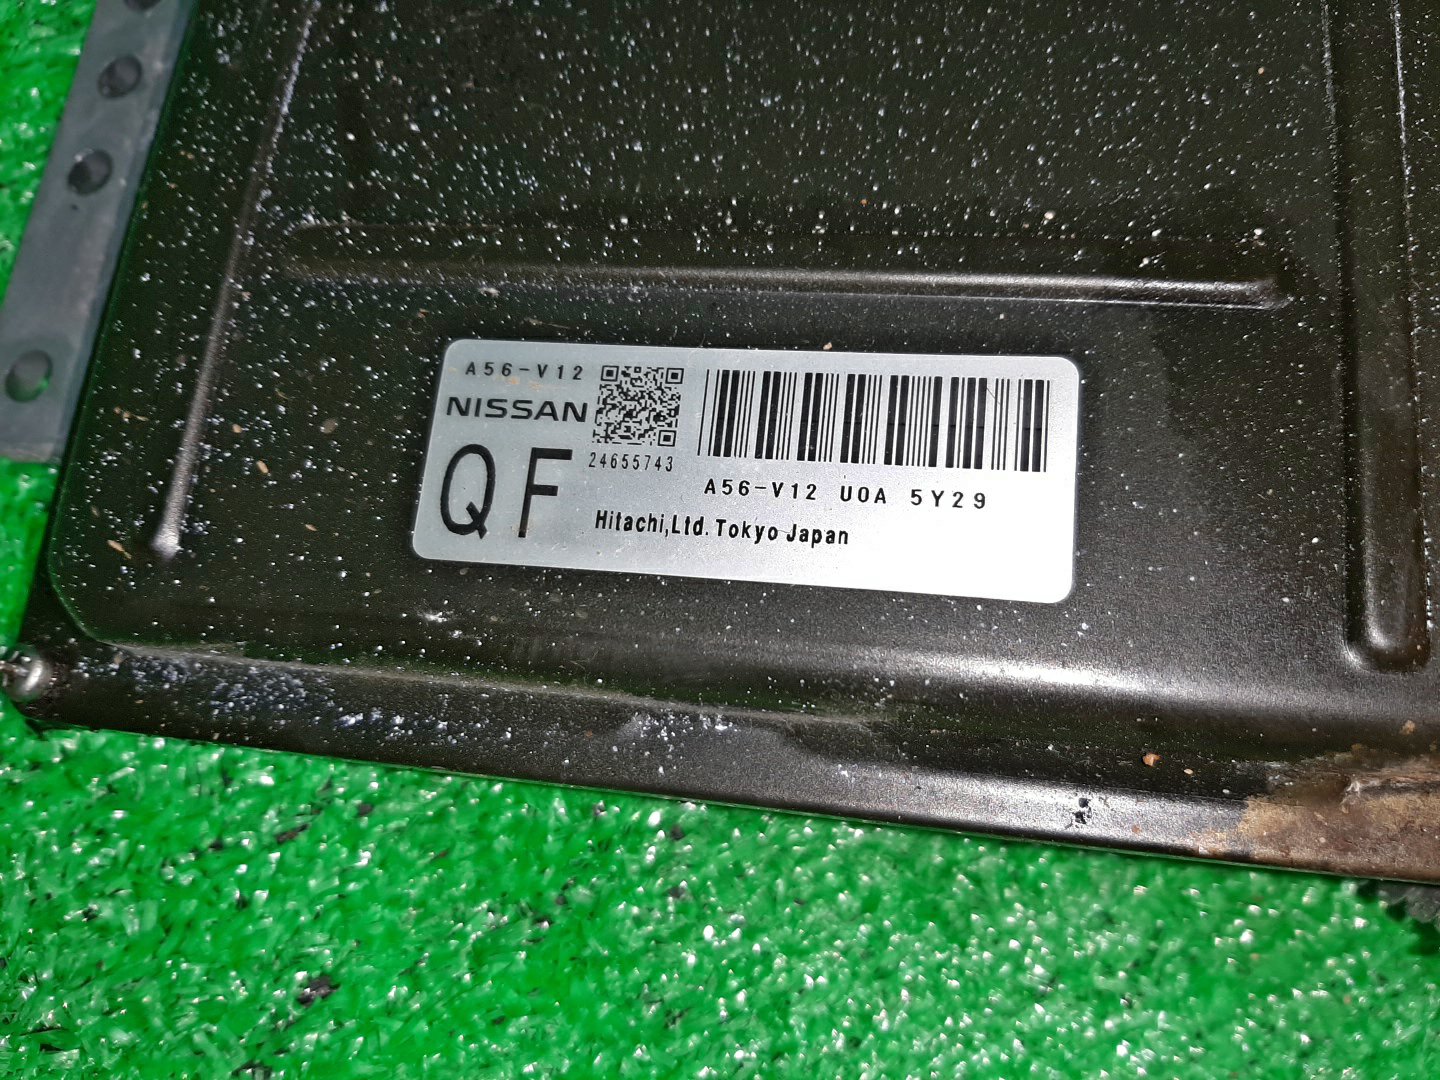 A56-V12
NISSAN
QF
24655743
A56-V12 U0A 5Y29
Hitachi,Ltd. Tokyo Japan